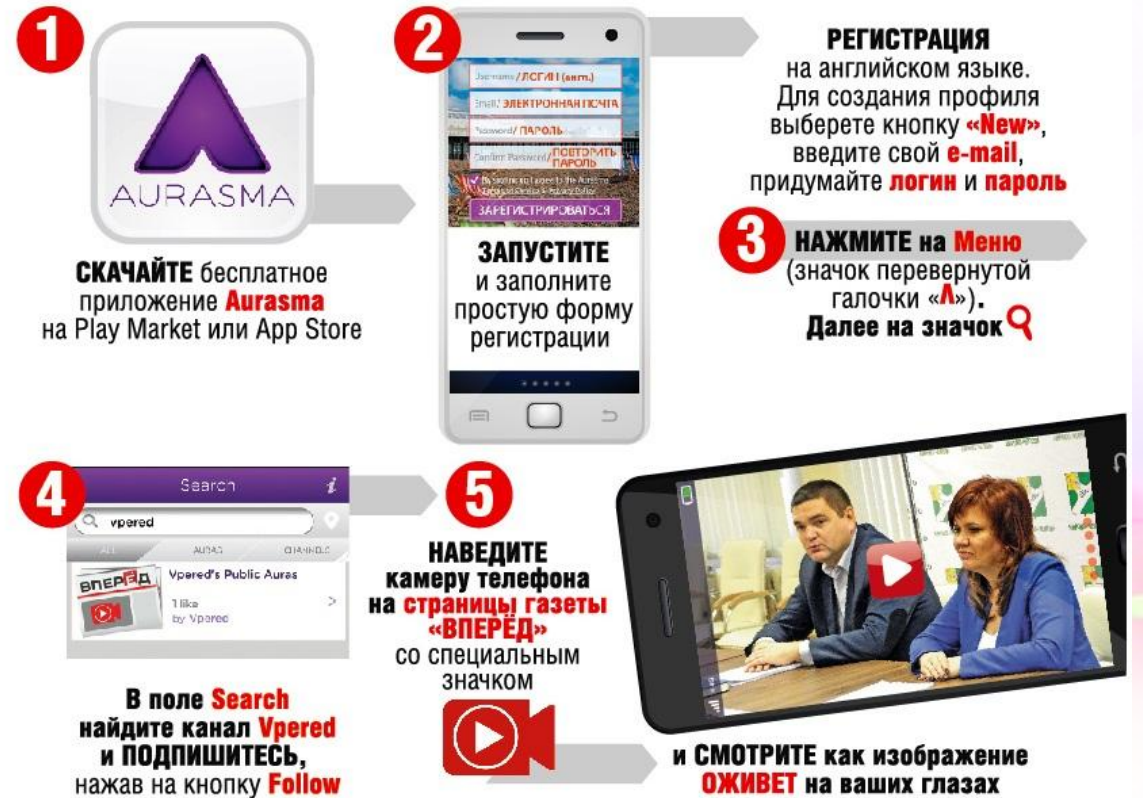 1
AURASMA
СКАЧАЙТЕ бесплатное
приложение Aurasma
на Play Market или App Store
2
Username /ЛОГИН (англ.)
Email / ЭЛЕКТРОННАЯ ПОЧТА
Password / ПАРОЛЬ
Confirm Password / ПОВТОРИТЬ
ПАРОЛЬ
ЗАРЕГИСТРИРОВАТЬСЯ
ЗАПУСТИТЕ
и заполните
простую форму
регистрации
РЕГИСТРАЦИЯ
на английском языке.
Для создания профиля
выберете кнопку «New»,
введите свой e-mail,
придумайте логин и пароль
3
НАЖМИТЕ на Меню
(значок перевернутой
галочки «Λ»).
Далее на значок
4
Search i
vpered
ALL AURAS CHANNELS
ВПЕРЁД
Vpered's Public Auras
1 like
by Vpered
В поле Search
найдите канал Vpered
и ПОДПИШИТЕСЬ,
нажав на кнопку Follow
5
НАВЕДИТЕ
камеру телефона
на страницы газеты
«ВПЕРЁД»
со специальным
значком
и СМОТРИТЕ как изображение
ОЖИВЕТ на ваших глазах